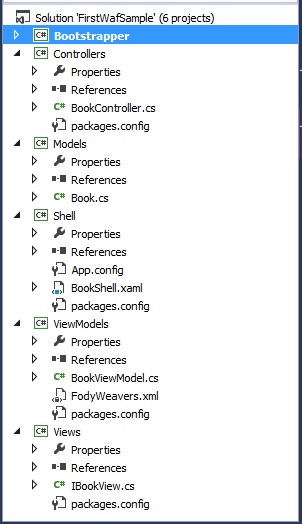 Solution 'FirstWafSample' (6 projects)
C# Bootstrapper
C# Controllers
Properties
References
C# BookController.cs
packages.config
C# Models
Properties
References
C# Book.cs
C# Shell
Properties
References
App.config
BookShell.xaml
packages.config
C# ViewModels
Properties
References
C# BookViewModel.cs
FodyWeavers.xml
packages.config
C# Views
Properties
References
C# IBookView.cs
packages.config